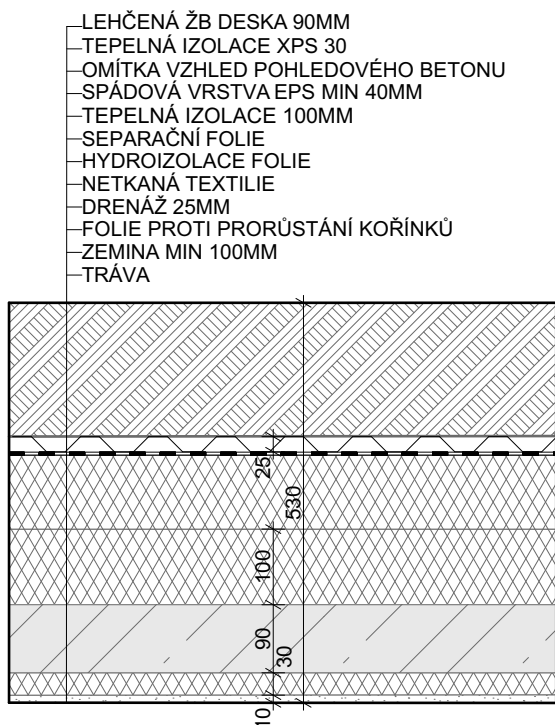 LEHČENÁ ŽB DESKA 90MM
TEPELNÁ IZOLACE XPS 30
OMÍTKA VZHLED POHLEDOVÉHO BETONU
SPÁDOVÁ VRSTVA EPS MIN 40MM
TEPELNÁ IZOLACE 100MM
SEPARAČNÍ FOLIE
HYDROIZOLACE FOLIE
NETKANÁ TEXTILIE
DRENÁŽ 25MM
FOLIE PROTI PRORŮSTÁNÍ KOŘÍNKŮ
ZEMINA MIN 100MM
TRÁVA
25
530
100
90
30
10